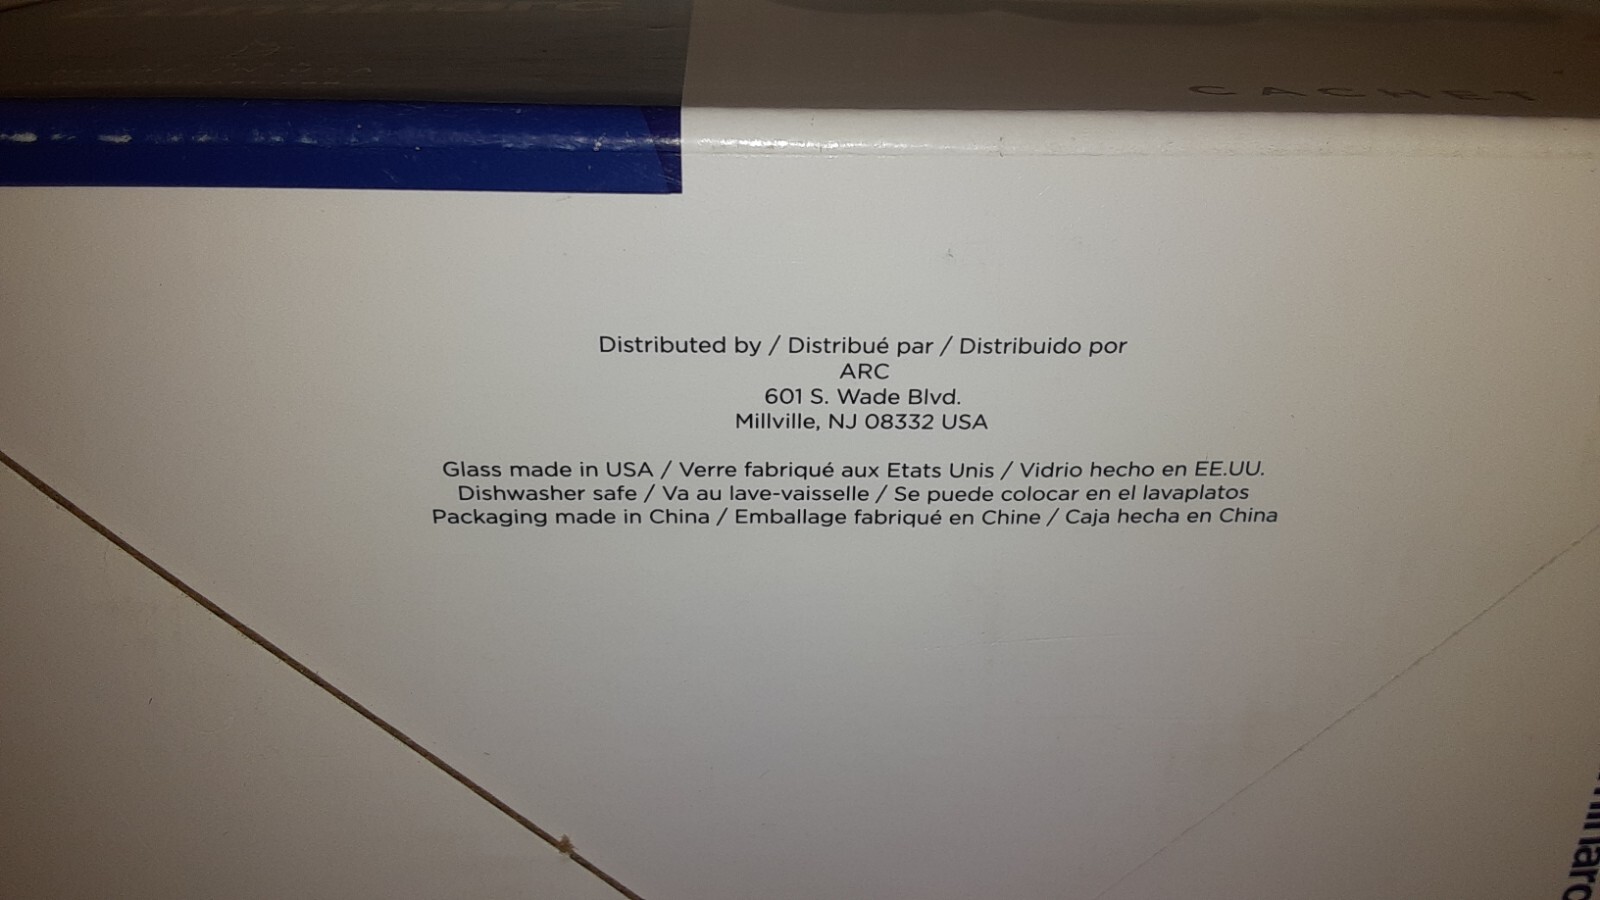 CACHET
Distributed by / Distribué par / Distribuido por
ARC
601 S. Wade Blvd.
Millville, NJ 08332 USA
Glass made in USA / Verre fabriqué aux Etats Unis / Vidrio hecho en EE.UU.
Dishwasher safe / Va au lave-vaisselle / Se puede colocar en el lavaplatos
Packaging made in China / Emballage fabriqué en Chine / Caja hecha en China